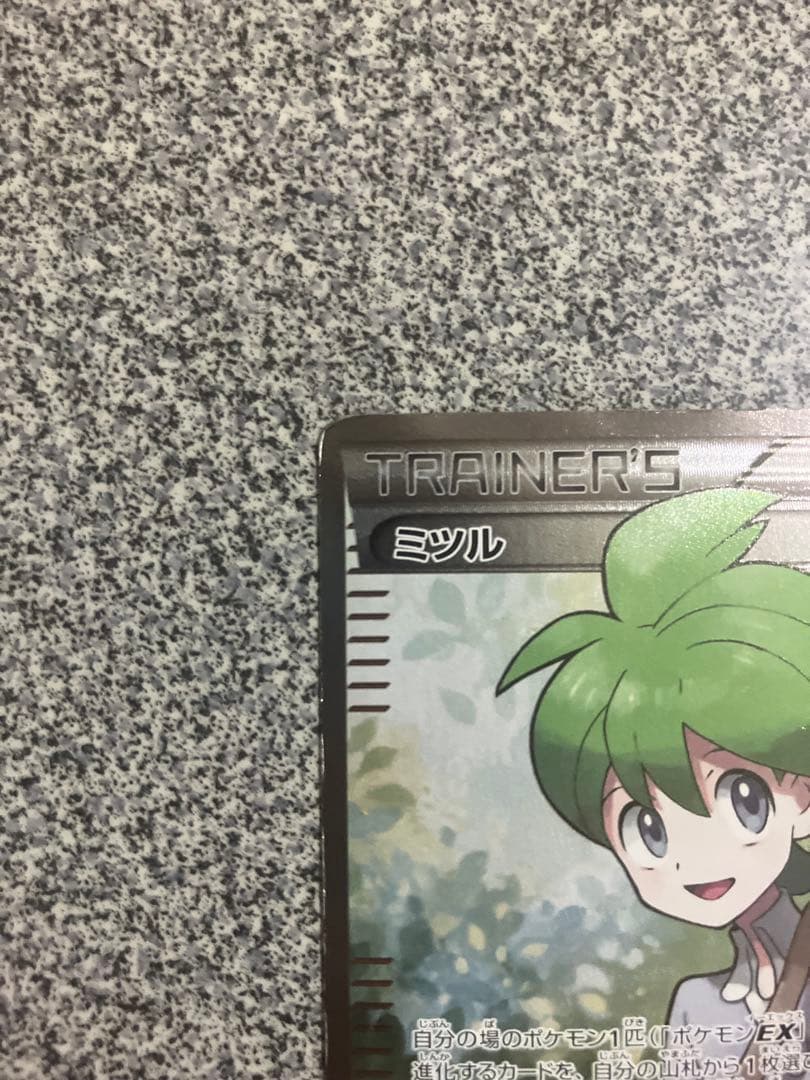 TRAINER'S
ミツル
自分の場のポケモン1匹(「ポケモンEX」
進化するカードを、自分の山札から1枚選